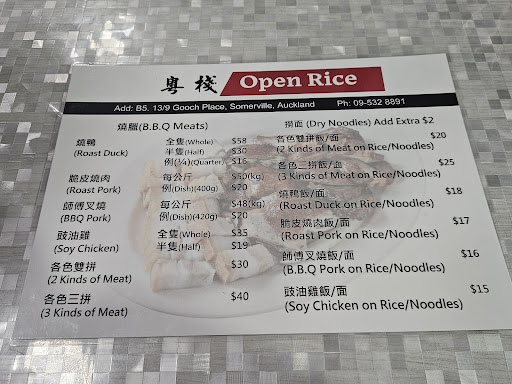 粵棧 Open Rice
Add: B5. 13/9 Gooch Place, Somerville, Auckland Ph: 09-532 8891
燒臘(B.B.Q Meats)
燒鴨 全隻(Whole) $58
(Roast Duck) 半隻(Half) $30
例(¼)(Quarter) $16
脆皮燒肉 每公斤 $50(kg)
(Roast Pork) 例(Dish)(400g) $20
師傅叉燒 每公斤 $48(kg)
(BBQ Pork) 例(Dish)(420g) $20
豉油雞 全隻(Whole) $35
(Soy Chicken) 半隻(Half) $19
各色雙拼 $30
(2 Kinds of Meat)
各色三拼 $40
(3 Kinds of Meat)
撈面 (Dry Noodles) Add Extra $2
各色雙拼飯/面 $20
(2 Kinds of Meat on Rice/Noodles)
各色三拼飯/面 $25
(3 Kinds of Meat on Rice/Noodles)
燒鴨飯/面 $18
(Roast Duck on Rice/Noodles)
脆皮燒肉飯/面 $17
(Roast Pork on Rice/Noodles)
師傅叉燒飯/面 $16
(B.B.Q Pork on Rice/Noodles)
豉油雞飯/面 $15
(Soy Chicken on Rice/Noodles)